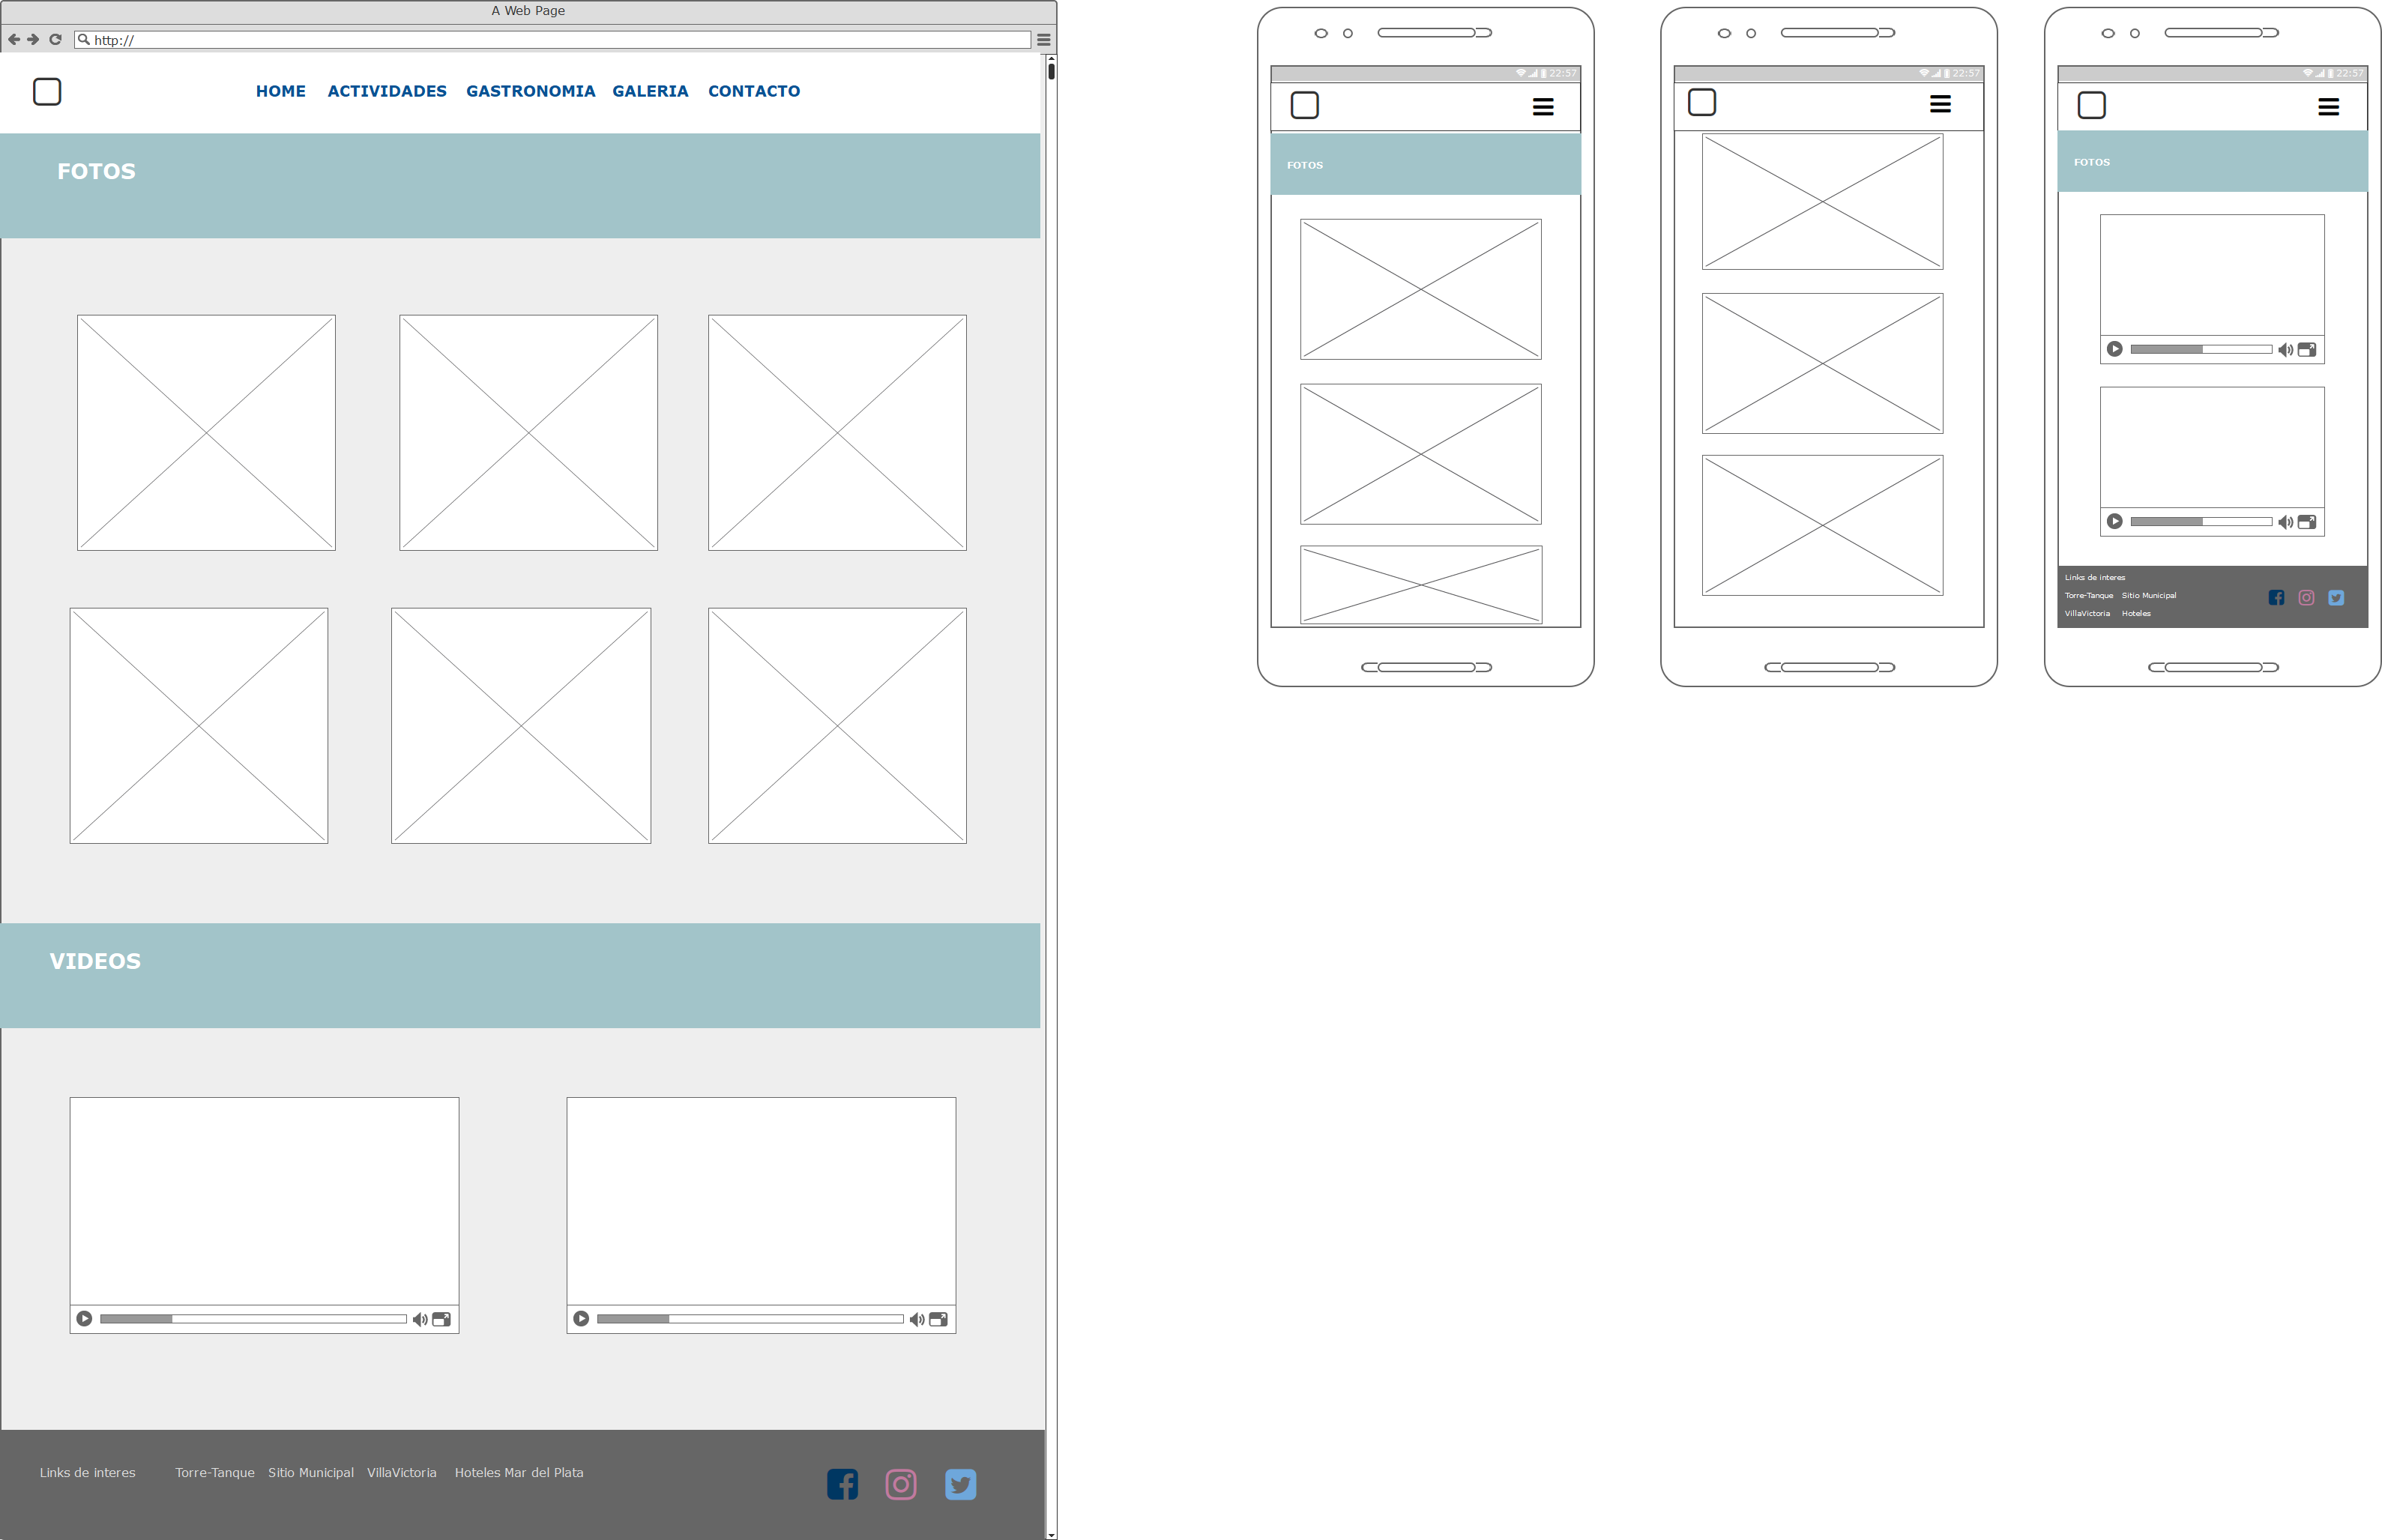 A Web Page
http://
HOME ACTIVIDADES GASTRONOMIA GALERIA CONTACTO
FOTOS
VIDEOS
Links de interes Torre-Tanque Sitio Municipal VillaVictoria Hoteles Mar del Plata
22:57
FOTOS
22:57
22:57
FOTOS
Links de interes
Torre-Tanque Sitio Municipal
VillaVictoria Hoteles